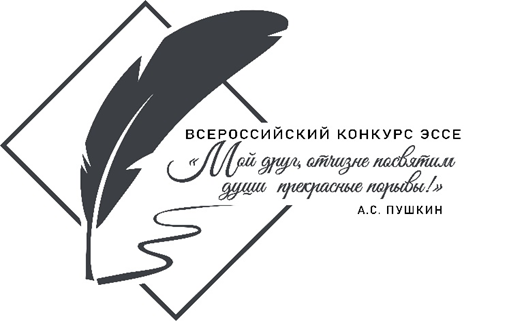 ВСЕРОССИЙСКИЙ КОНКУРС ЭССЕ
«Мой друг, отчизне посвятим
души прекрасные порывы!»
А.С. ПУШКИН